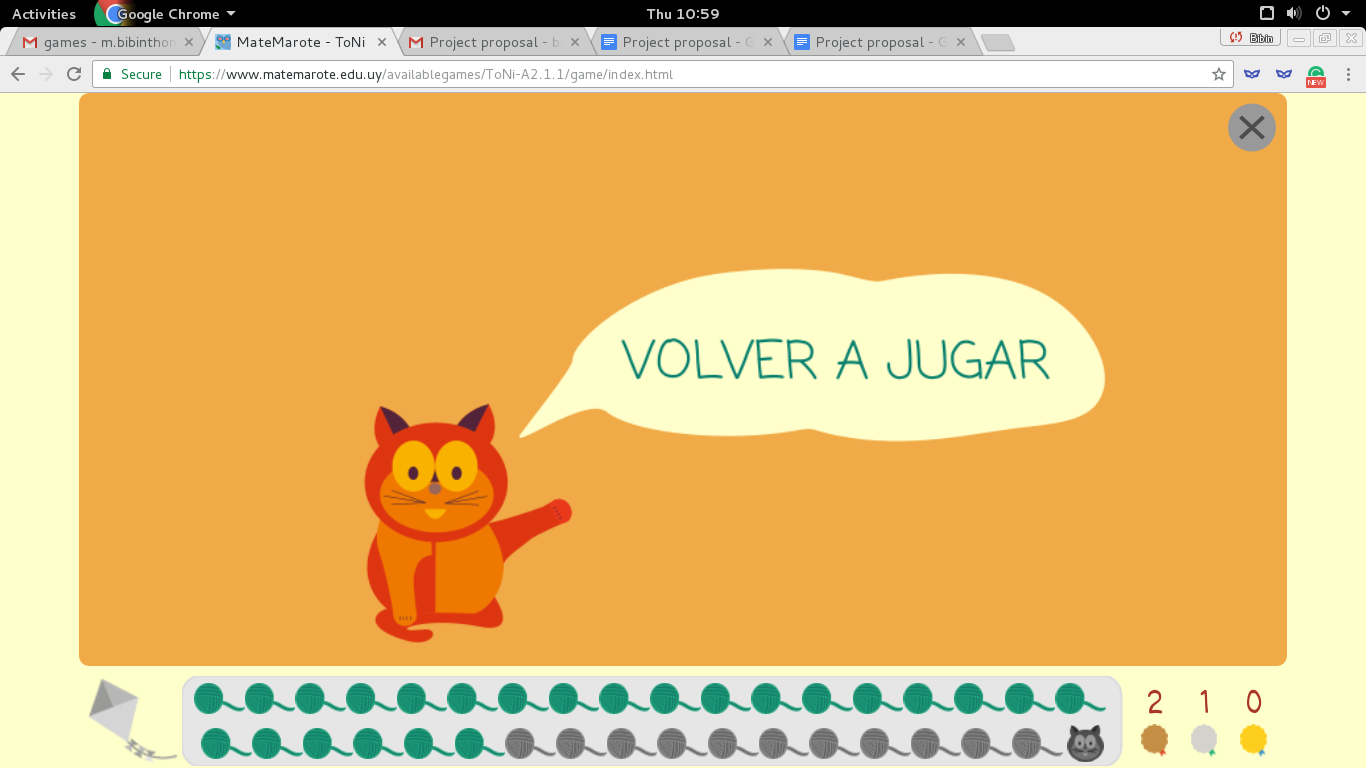 Activities
Google Chrome
Thu 10:59
games - m.bibinthon
MateMarote - ToNi
Project proposal - b
Project proposal - G
Project proposal - G
Bibin
Secure
https://www.matemarote.edu.uy/availablegames/ToNi-A2.1.1/game/index.html
NEW
VOLVER A JUGAR
2 1 0